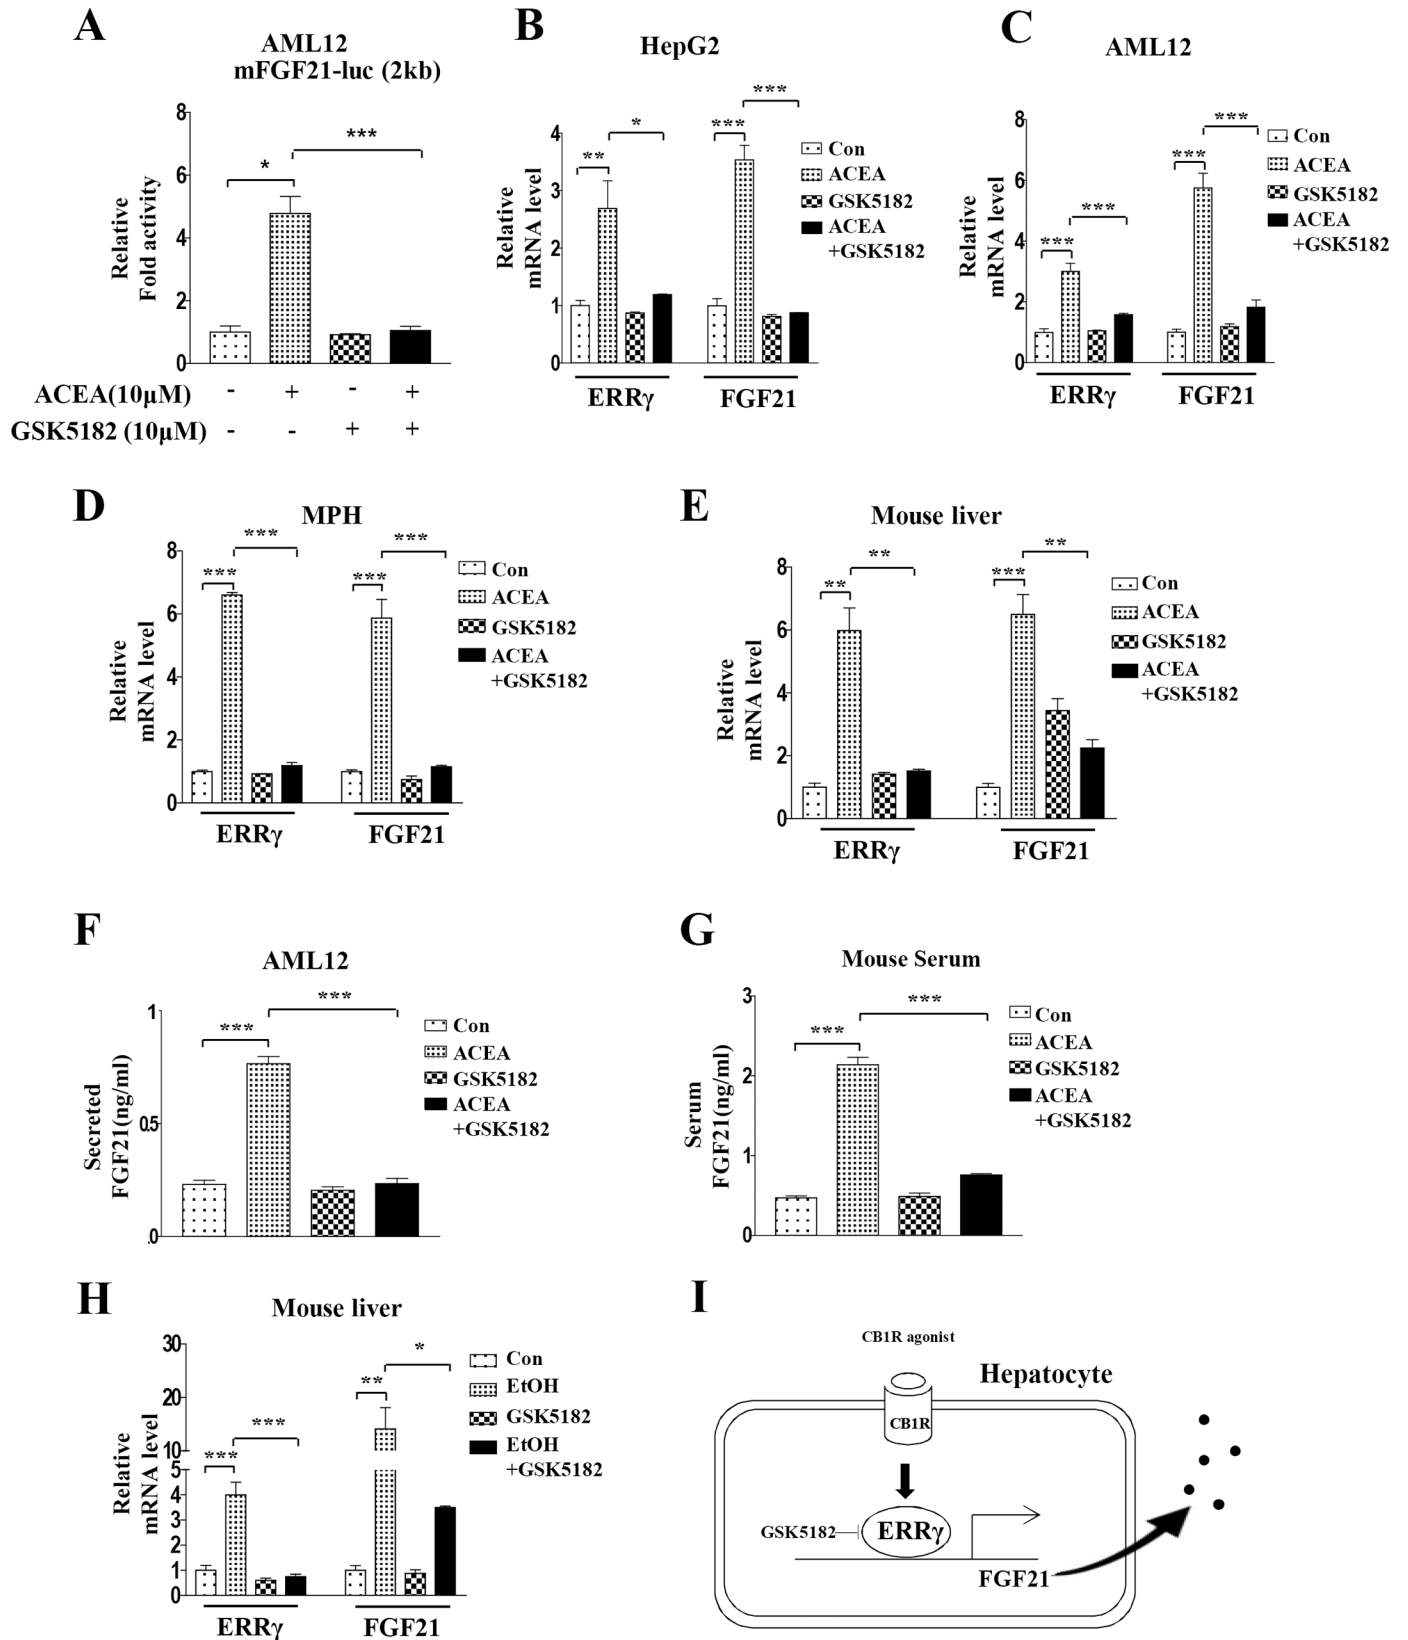 A
AML12
mFGF21-luc (2kb)
Relative
Fold activity
8
6
4
2
0
*
***
ACEA(10μM) - + - +
GSK5182 (10μM) - - + +
B
HepG2
Relative
mRNA level
4
3
2
1
0
**
*
***
***
ERRγ FGF21
Con
ACEA
GSK5182
ACEA
+GSK5182
C
AML12
Relative
mRNA level
8
6
4
2
0
***
***
***
***
ERRγ FGF21
Con
ACEA
GSK5182
ACEA
+GSK5182
D
MPH
Relative
mRNA level
8
6
4
2
0
***
***
***
***
ERRγ FGF21
Con
ACEA
GSK5182
ACEA
+GSK5182
E
Mouse liver
Relative
mRNA level
8
6
4
2
0
**
**
***
**
ERRγ FGF21
Con
ACEA
GSK5182
ACEA
+GSK5182
F
AML12
Secreted
FGF21(ng/ml)
1
0.5
.0
***
***
Con
ACEA
GSK5182
ACEA
+GSK5182
G
Mouse Serum
Serum
FGF21(ng/ml)
3
2
1
0
***
***
Con
ACEA
GSK5182
ACEA
+GSK5182
H
Mouse liver
Relative
mRNA level
30
20
10
5
4
3
2
1
0
***
***
**
*
ERRγ FGF21
Con
EtOH
GSK5182
EtOH
+GSK5182
I
CB1R agonist
Hepatocyte
CB1R
GSK5182
ERRγ
FGF21